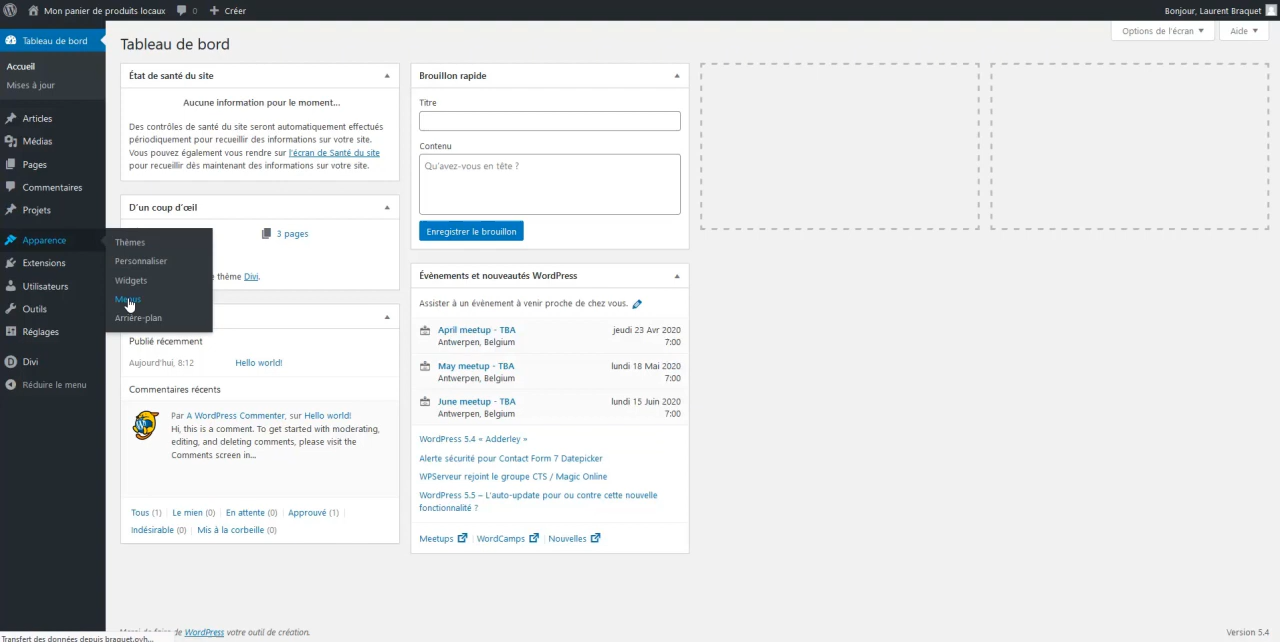 Mon panier de produits locaux 0 Créer
Bonjour, Laurent Braquet
Options de l'écran Aide
Tableau de bord
Accueil
Mises à jour
Articles
Médias
Pages
Commentaires
Projets
Apparence
Extensions
Utilisateurs
Outils
Réglages
Divi
Réduire le menu
Thèmes
Personnaliser
Widgets
Menus
Arrière-plan
Tableau de bord
État de santé du site
Aucune information pour le moment...
Des contrôles de santé du site seront automatiquement effectués
périodiquement pour recueillir des informations sur votre site.
Vous pouvez également vous rendre sur l'écran de Santé du site
pour recueillir dès maintenant des informations sur votre site.
D'un coup d'œil
3 pages
thème Divi.
Publié récemment
Aujourd'hui, 8:12 Hello world!
Commentaires récents
Par A WordPress Commenter, sur Hello world!
Hi, this is a comment. To get started with moderating,
editing, and deleting comments, please visit the
Comments screen in...
Tous (1) | Le mien (0) | En attente (0) | Approuvé (1) |
Indésirable (0) | Mis à la corbeille (0)
Brouillon rapide
Titre
Contenu
Qu'avez-vous en tête ?
Enregistrer le brouillon
Évènements et nouveautés WordPress
Assister à un évènement à venir proche de chez vous.
April meetup - TBA jeudi 23 Avr 2020
Antwerpen, Belgium 7:00
May meetup - TBA lundi 18 Mai 2020
Antwerpen, Belgium 7:00
June meetup - TBA lundi 15 Juin 2020
Antwerpen, Belgium 7:00
WordPress 5.4 « Adderley »
Alerte sécurité pour Contact Form 7 Datepicker
WPServeur rejoint le groupe CTS / Magic Online
WordPress 5.5 – L'auto-update pour ou contre cette nouvelle
fonctionnalité ?
Meetups | WordCamps | Nouvelles
de faire de WordPress votre outil de création.
Version 5.4
Transfert des données depuis braquet.ovh...